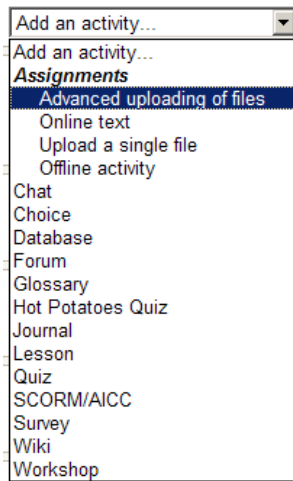 Add an activity...
Add an activity...
Assignments
Advanced uploading of files
Online text
Upload a single file
Offline activity
Chat
Choice
Database
Forum
Glossary
Hot Potatoes Quiz
Journal
Lesson
Quiz
SCORM/AICC
Survey
Wiki
Workshop